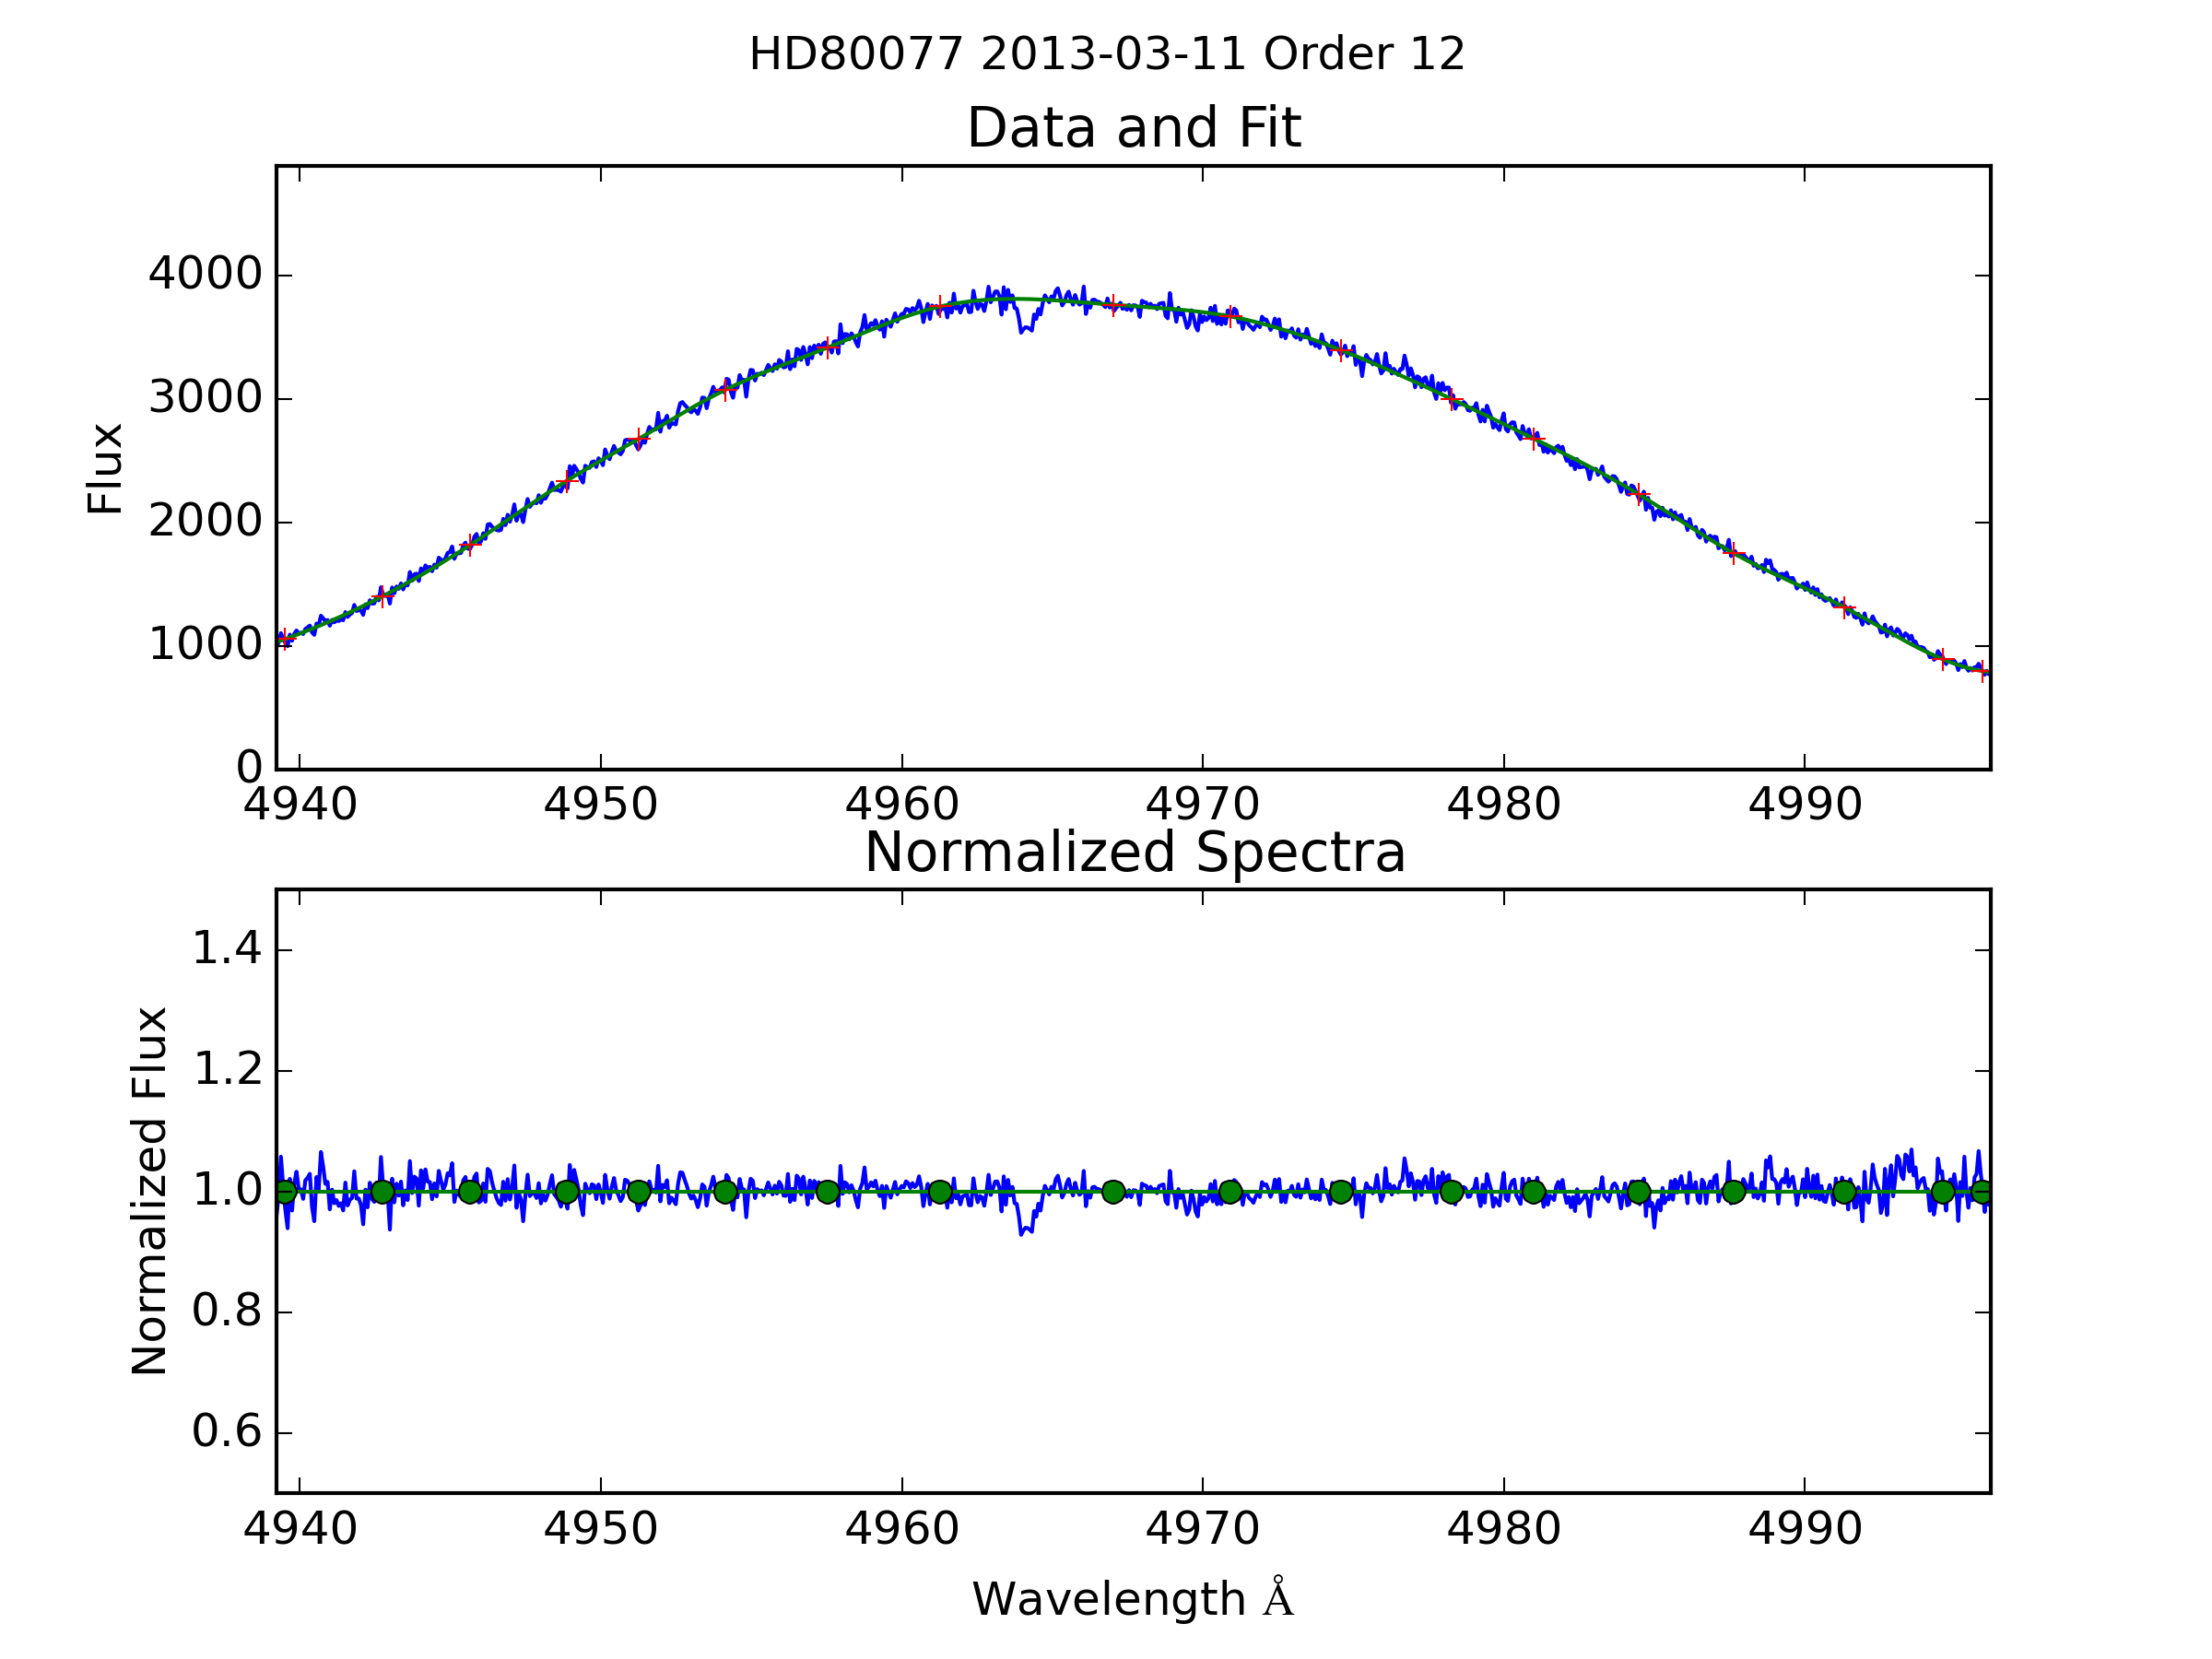 HD80077 2013-03-11 Order 12
Data and Fit
Flux
4000
3000
2000
1000
0
4940 4950 4960 4970 4980 4990
Normalized Spectra
Normalized Flux
1.4
1.2
1.0
0.8
0.6
4940 4950 4960 4970 4980 4990
Wavelength Å